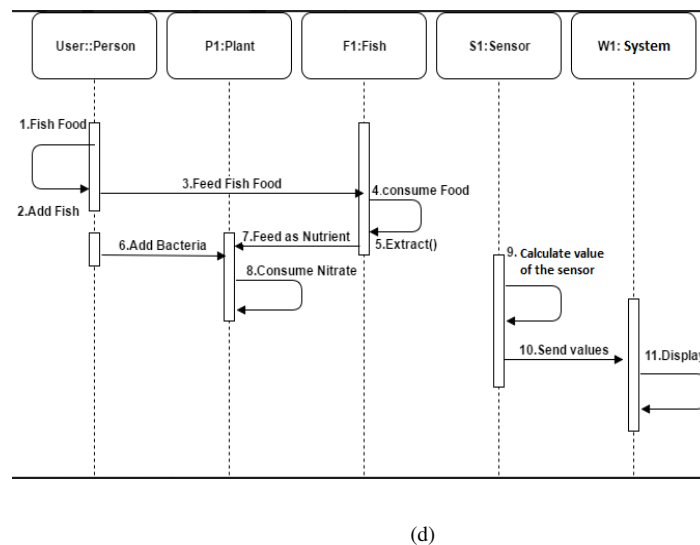 User::Person
P1:Plant
F1:Fish
S1:Sensor
W1: System
1.Fish Food
2.Add Fish
3.Feed Fish Food
4.consume Food
5.Extract()
6.Add Bacteria
7.Feed as Nutrient
8.Consume Nitrate
9. Calculate value
of the sensor
10.Send values
11.Display
(d)